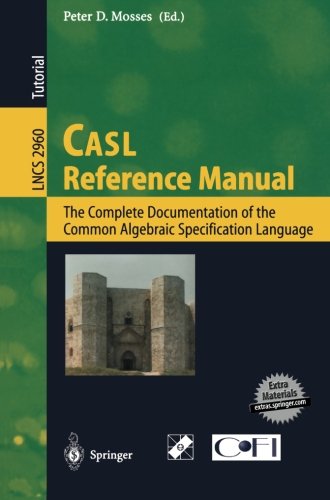 Peter D. Mosses (Ed.)
LNCS 2960
Tutorial
CASL
Reference Manual
The Complete Documentation of the
Common Algebraic Specification Language
Extra
Materials
extras.springer.com
Springer
CoFI